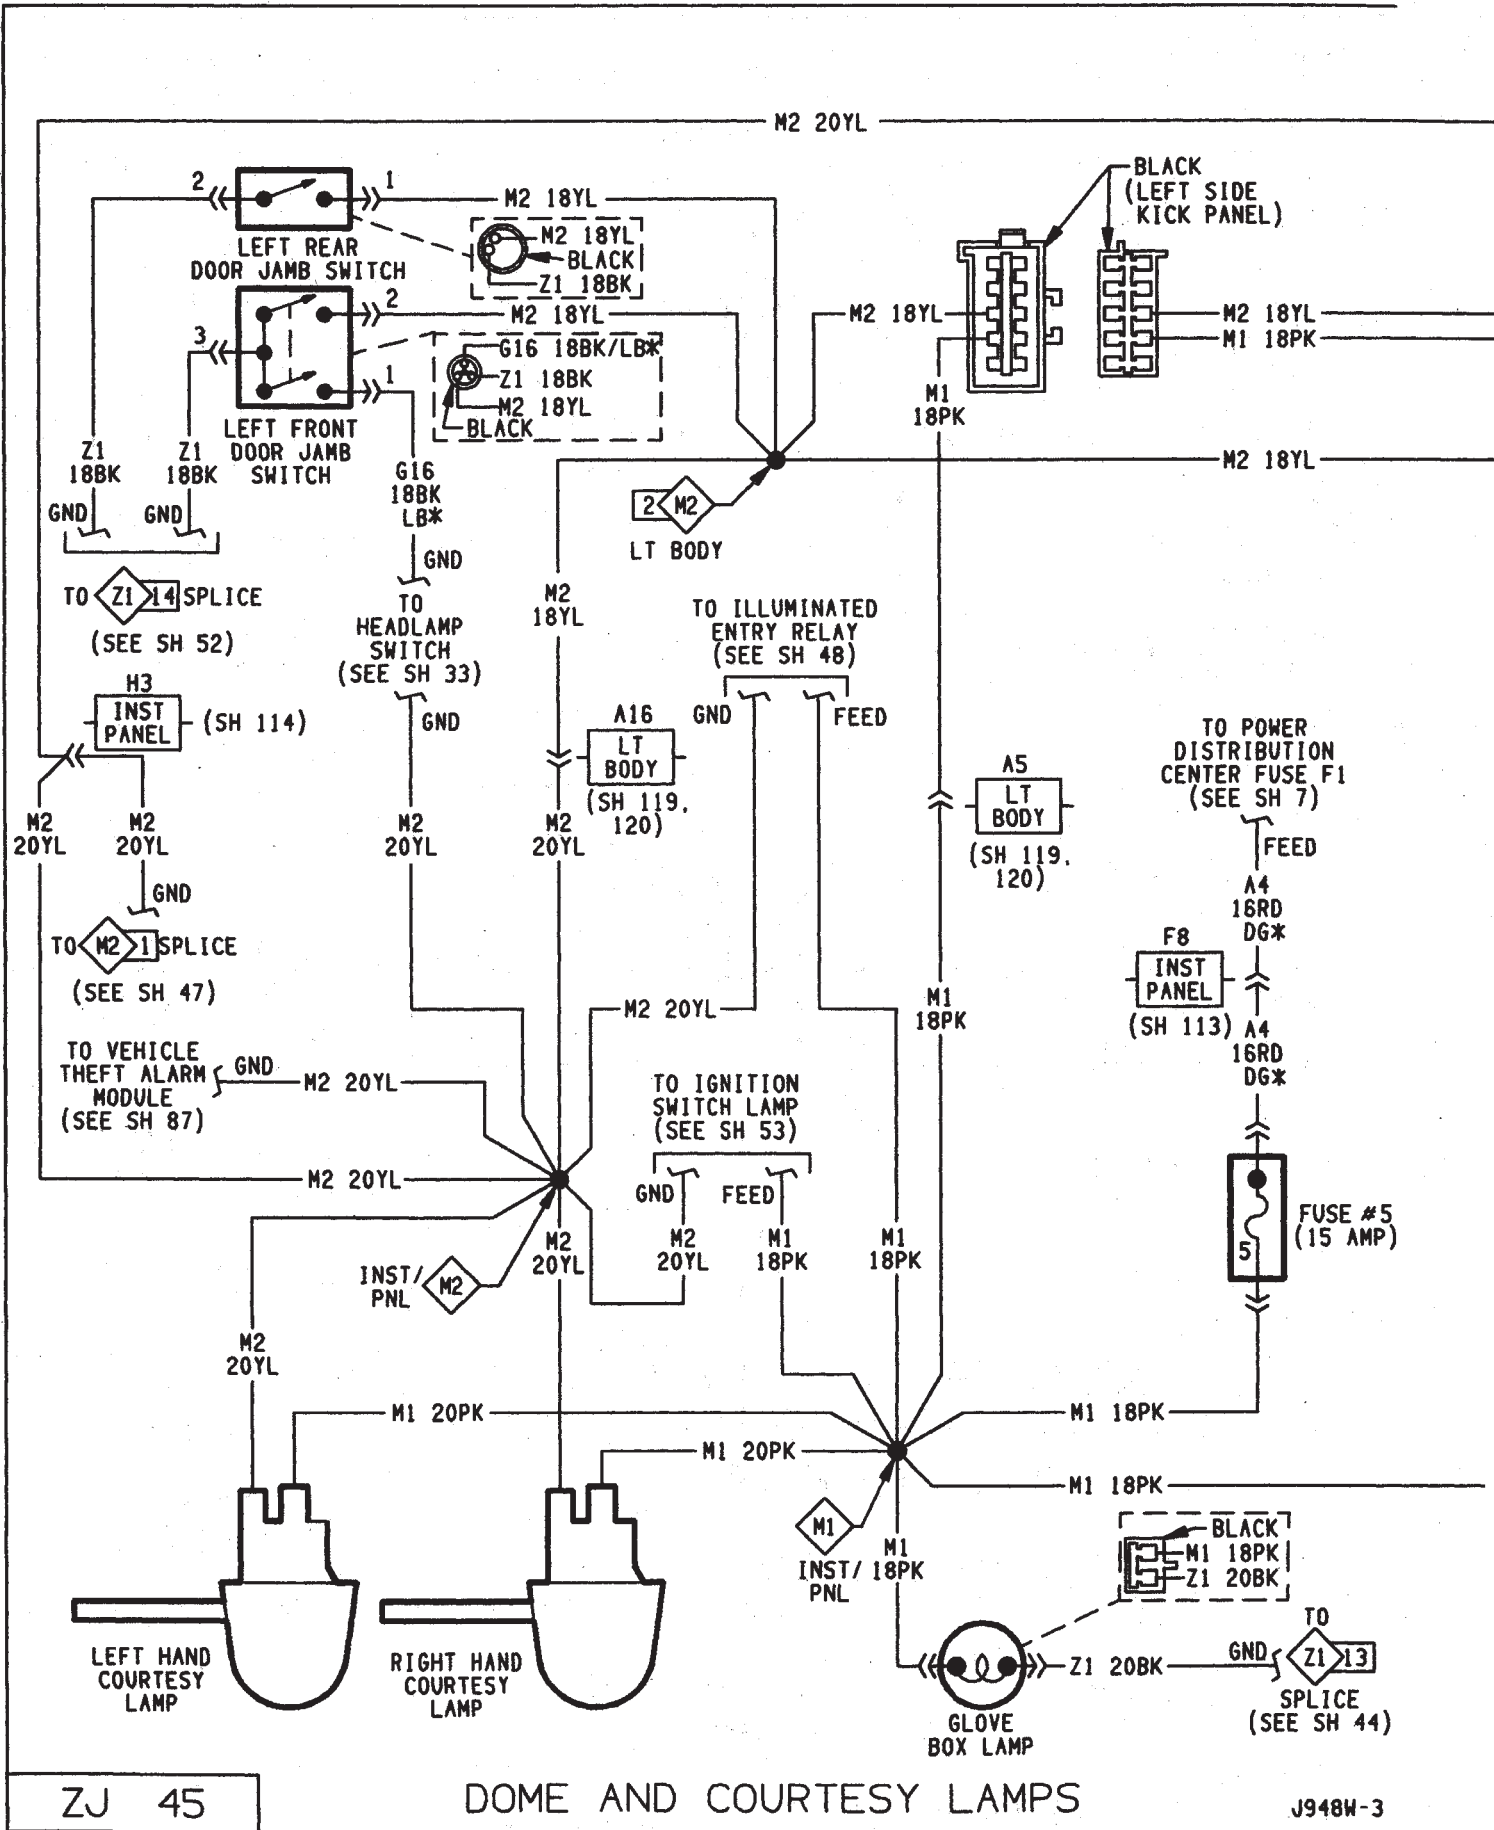 M2 20YL
BLACK
(LEFT SIDE
KICK PANEL)
2
1
M2 18YL
LEFT REAR
DOOR JAMB SWITCH
M2 18YL
BLACK
Z1 18BK
2
M2 18YL
3
1
LEFT FRONT
DOOR JAMB
SWITCH
G16 18BK/LB*
Z1 18BK
M2 18YL
BLACK
M2 18YL
M2 18YL
M1 18PK
M1
18PK
Z1
18BK
Z1
18BK
GND
GND
G16
18BK
LB*
GND
M2 18YL
2
M2
LT BODY
TO
Z1
14
SPLICE
(SEE SH 52)
TO
HEADLAMP
SWITCH
(SEE SH 33)
GND
M2
18YL
TO ILLUMINATED
ENTRY RELAY
(SEE SH 48)
GND
FEED
H3
INST
PANEL
(SH 114)
A16
LT
BODY
(SH 119,
120)
A5
LT
BODY
(SH 119,
120)
TO POWER
DISTRIBUTION
CENTER FUSE F1
(SEE SH 7)
FEED
M2
20YL
M2
20YL
M2
20YL
M2
20YL
GND
TO
M2
1
SPLICE
(SEE SH 47)
A4
16RD
DG*
F8
INST
PANEL
(SH 113)
A4
16RD
DG*
M2 20YL
M1
18PK
TO VEHICLE
THEFT ALARM
MODULE
(SEE SH 87)
GND
M2 20YL
TO IGNITION
SWITCH LAMP
(SEE SH 53)
GND
FEED
M2 20YL
M2
20YL
M2
20YL
M1
18PK
M1
18PK
5
FUSE #5
(15 AMP)
INST/
PNL
M2
M2
20YL
M1 20PK
M1 18PK
M1 20PK
M1 18PK
M1
INST/
PNL
M1
18PK
BLACK
M1 18PK
Z1 20BK
LEFT HAND
COURTESY
LAMP
RIGHT HAND
COURTESY
LAMP
GLOVE
BOX LAMP
Z1 20BK
GND
TO
Z1
13
SPLICE
(SEE SH 44)
ZJ 45
DOME AND COURTESY LAMPS
J948W-3